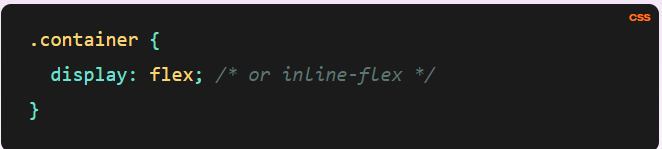 css
.container {
  display: flex; /* or inline-flex */
}